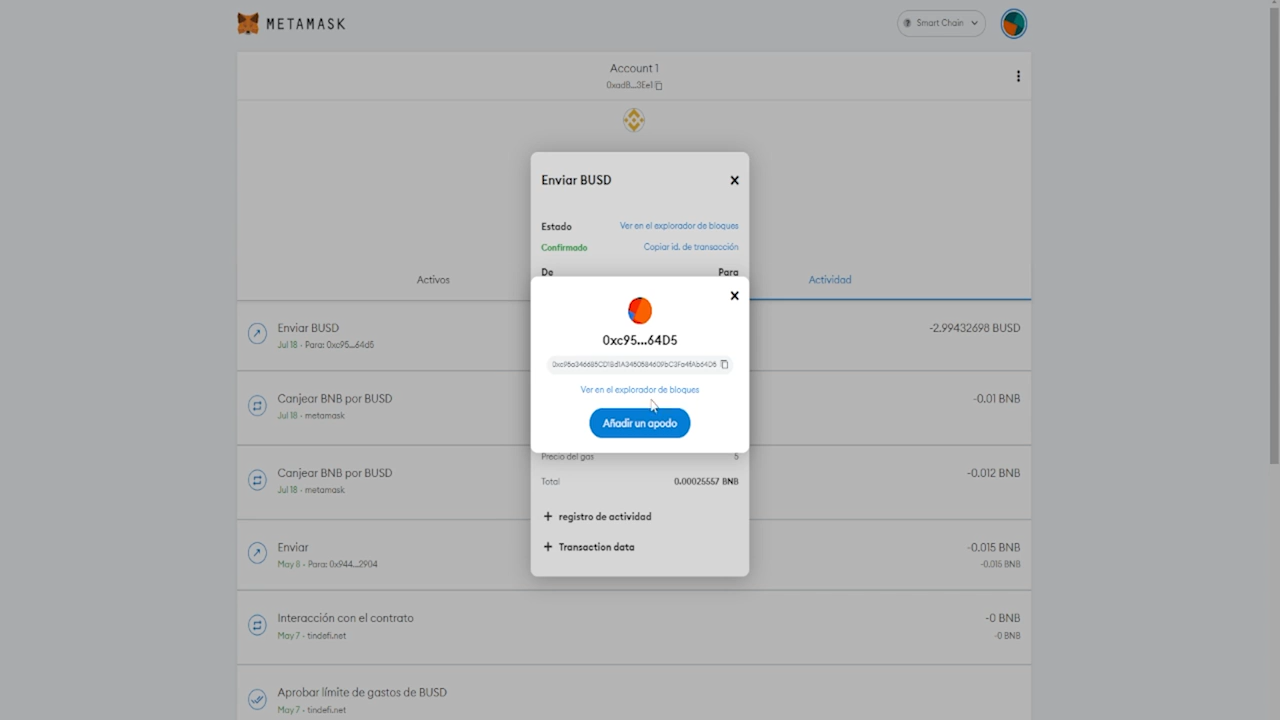 METAMASK
Smart Chain
Account 1
0xad8...3Ee1
Enviar BUSD
Estado
Ver en el explorador de bloques
Confirmado
Copiar id. de transacción
De
Para
Activos
Actividad
0xc95...64D5
Ver en el explorador de bloques
Añadir un apodo
Precio del gas
5
Total
0.00025557 BNB
+ registro de actividad
+ Transaction data
Enviar BUSD
-2.99432698 BUSD
Jul 18 · Para: 0xc95...64d5
Canjear BNB por BUSD
-0.01 BNB
Jul 18 · metamask
Canjear BNB por BUSD
-0.012 BNB
Jul 18 · metamask
Enviar
-0.015 BNB
May 8 · Para: 0x944...2904
-0.015 BNB
Interacción con el contrato
-0 BNB
May 7 · tindefi.net
-0 BNB
Aprobar límite de gastos de BUSD
May 7 · tindefi.net